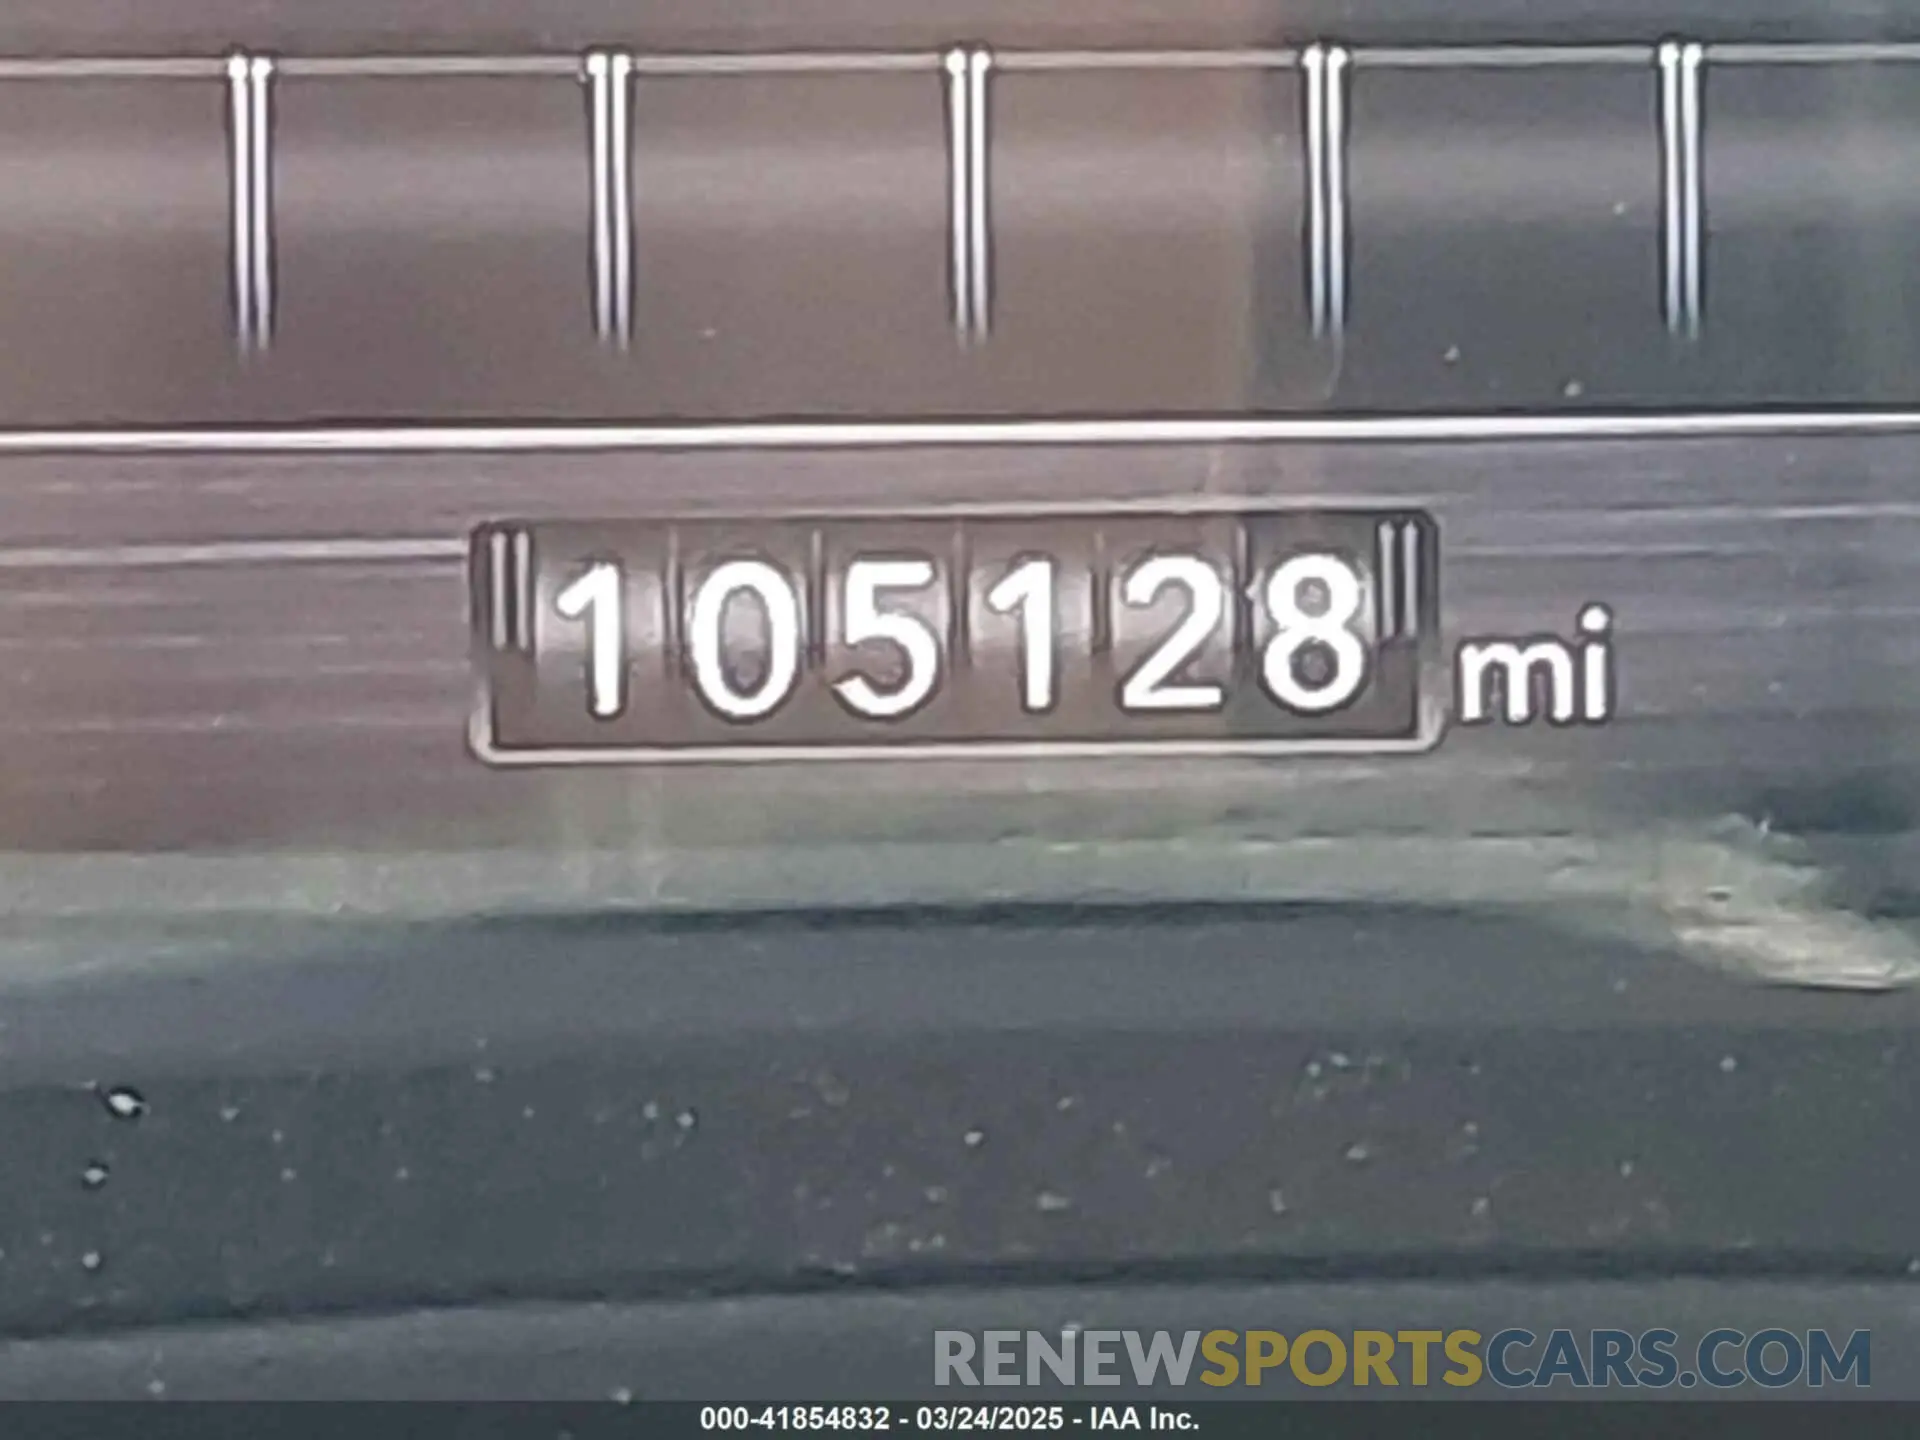 105128 mi
RENEWSPORTSCARS.COM
000-41854832 - 03/24/2025 - IAA Inc.